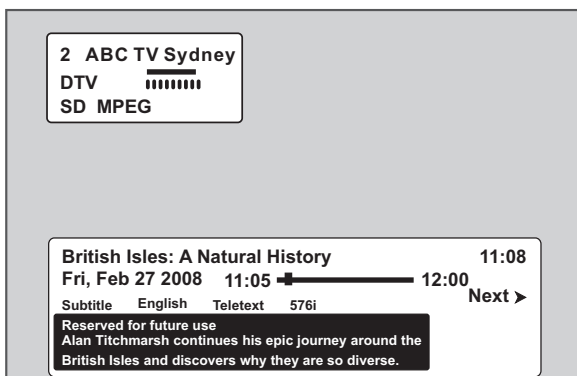 2 ABC TV Sydney
DTV
SD MPEG
British Isles: A Natural History 11:08
Fri, Feb 27 2008 11:05 12:00
Next
Subtitle English Teletext 576i
Reserved for future use
Alan Titchmarsh continues his epic journey around the
British Isles and discovers why they are so diverse.